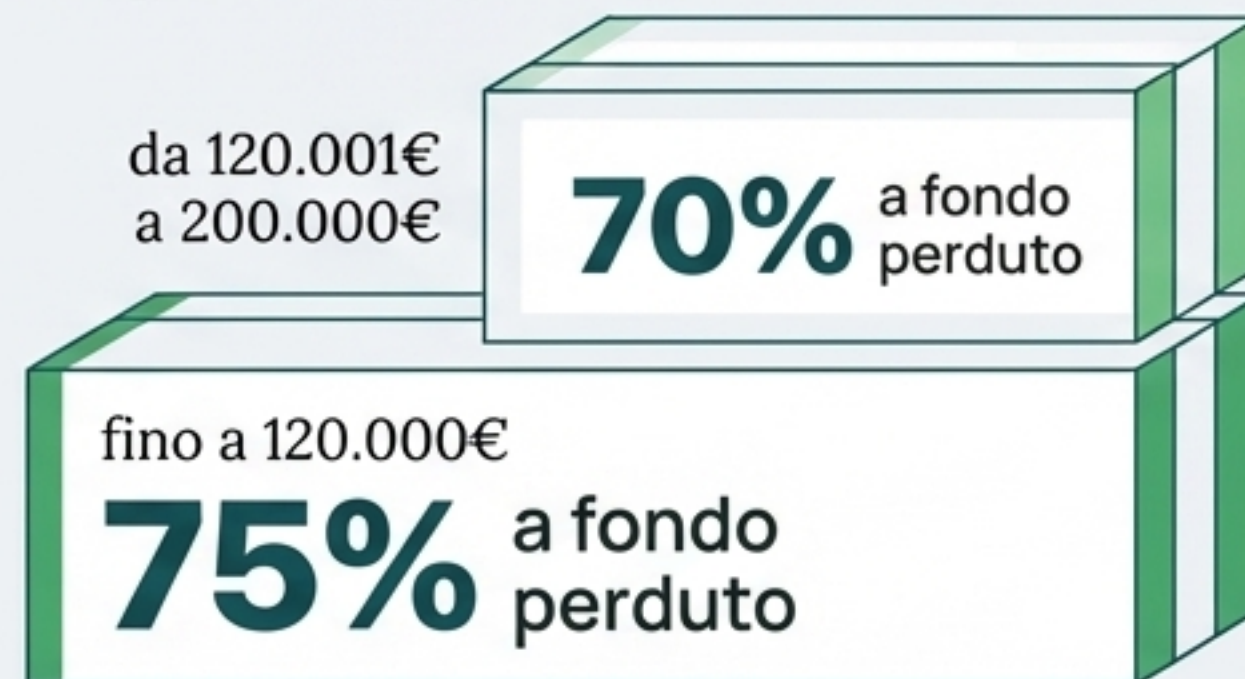 da 120.001€
a 200.000€
70%
a fondo
perduto
fino a 120.000€
75%
a fondo
perduto